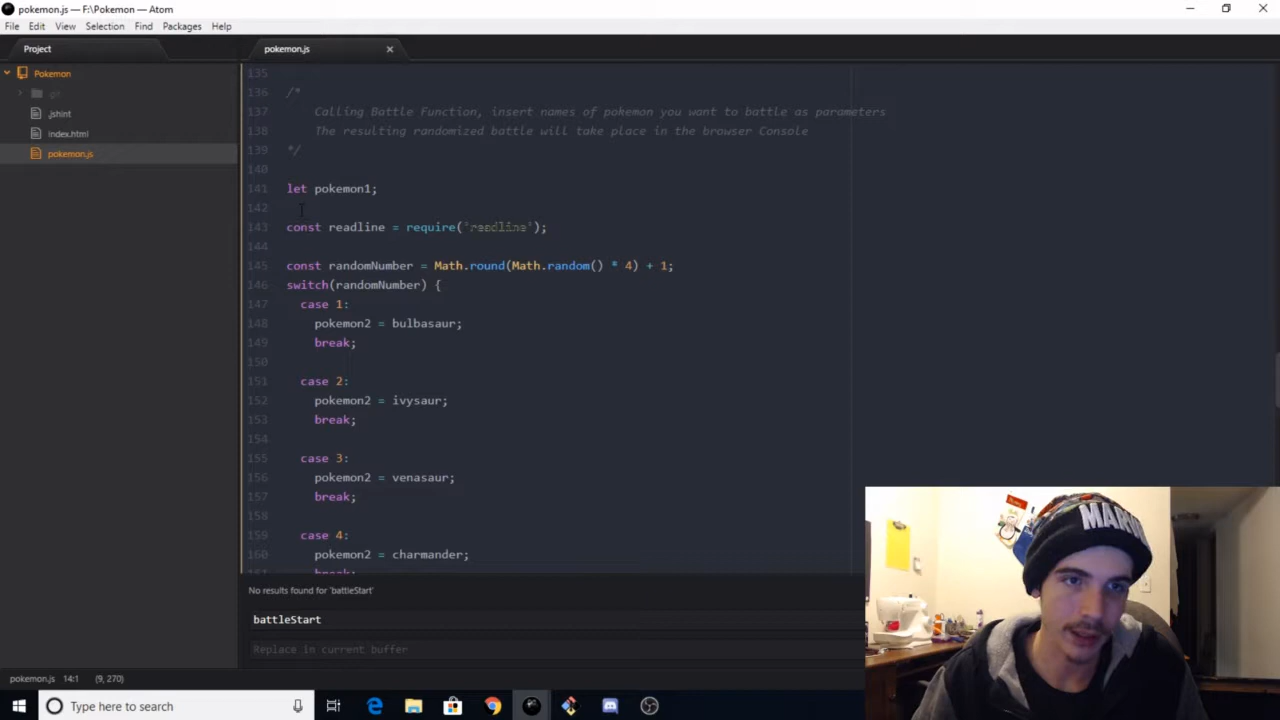 pokemon.js — F:\Pokemon — Atom
File Edit View Selection Find Packages Help
Project
pokemon.js
Pokemon
.git
.jshint
index.html
pokemon.js
135
136 /*
137 Calling Battle Function, insert names of pokemon you want to battle as parameters
138 The resulting randomized battle will take place in the browser Console
139 */
140
141 let pokemon1;
142
143 const readline = require('readline');
144
145 const randomNumber = Math.round(Math.random() * 4) + 1;
146 switch(randomNumber) {
147 case 1:
148 pokemon2 = bulbasaur;
149 break;
150
151 case 2:
152 pokemon2 = ivysaur;
153 break;
154
155 case 3:
156 pokemon2 = venasaur;
157 break;
158
159 case 4:
160 pokemon2 = charmander;
161 break;
No results found for 'battleStart'
battleStart
Replace in current buffer
pokemon.js 14:1 (9, 270)
Type here to search